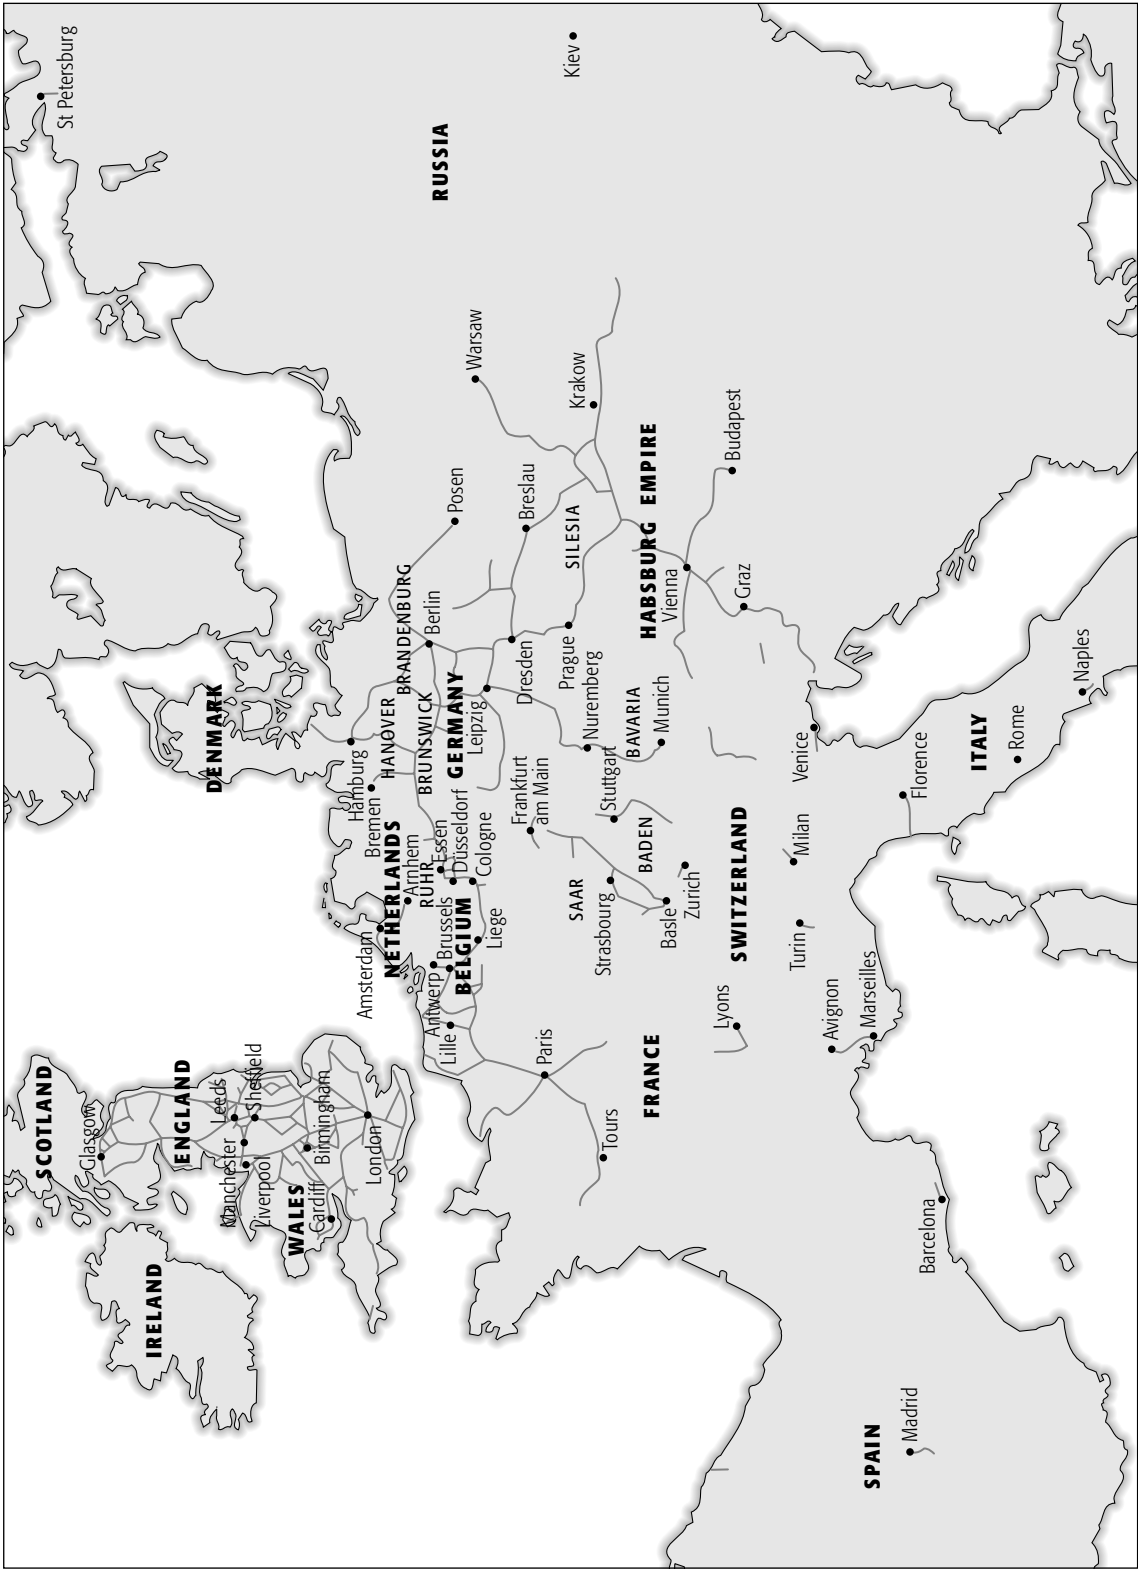 SCOTLAND
Glasgow
IRELAND
ENGLAND
Leeds
Sheffield
Manchester
Liverpool
WALES
Birmingham
Cardiff
London
DENMARK
St Petersburg
RUSSIA
Kiev
Hamburg
Bremen
HANOVER
BRANDENBURG
Berlin
BRUNSWICK
Posen
Warsaw
NETHERLANDS
Amsterdam
Arnhem
RUHR
Essen
Düsseldorf
Cologne
Antwerp
Brussels
BELGIUM
Liege
Lille
GERMANY
Leipzig
Dresden
Breslau
SILESIA
Krakow
Prague
Frankfurt
am Main
Nuremberg
Stuttgart
BAVARIA
Munich
SAAR
BADEN
Strasbourg
Basle
Zurich
SWITZERLAND
HABSBURG EMPIRE
Vienna
Budapest
Graz
Paris
Tours
FRANCE
Lyons
Avignon
Marseilles
Turin
Milan
Venice
Florence
ITALY
Rome
Naples
Barcelona
SPAIN
Madrid